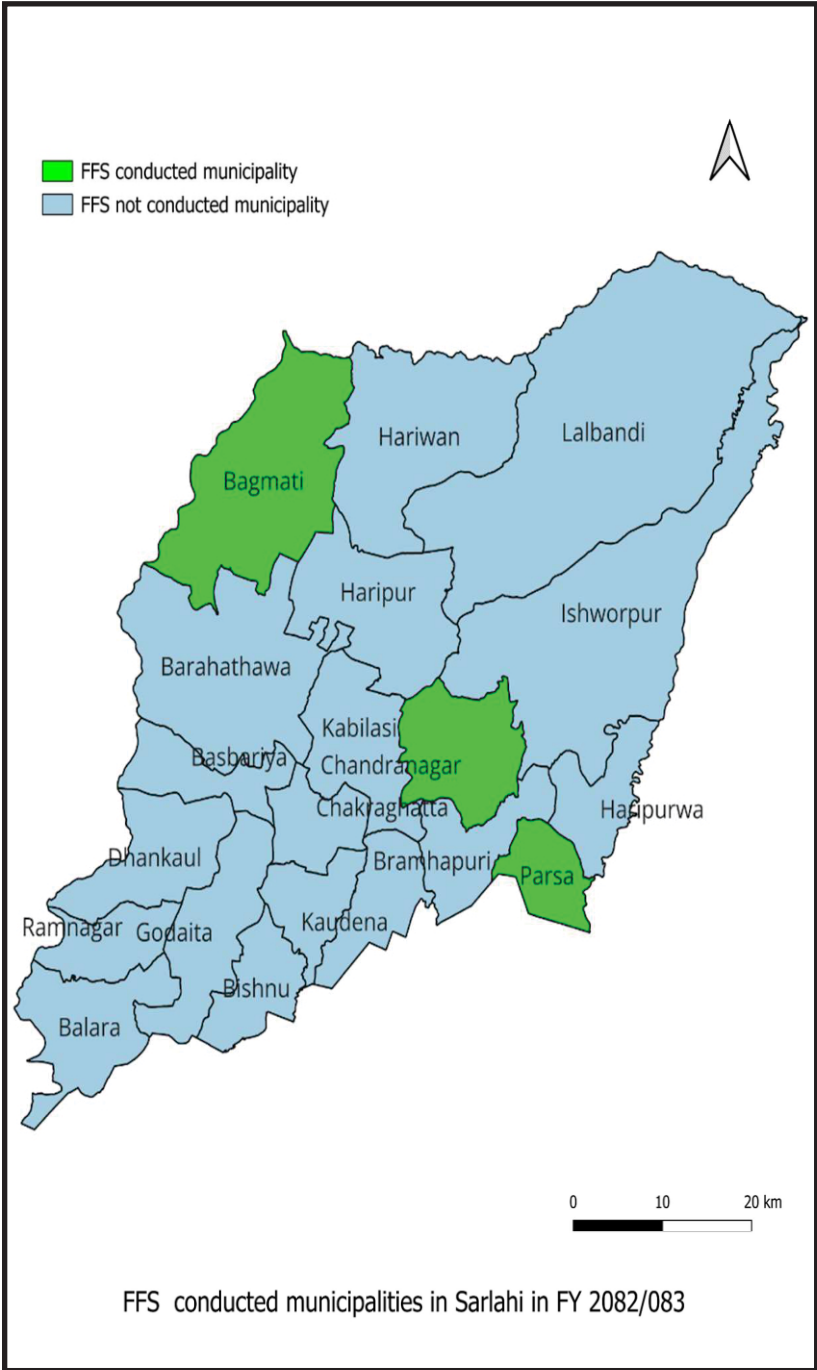 FFS conducted municipality
FFS not conducted municipality
Lalbandi
Hariwan
Bagmati
Haripur
Ishworpur
Barahathawa
Kabilasi
Basbariya
Chandranagar
Chakraghatta
Haripurwa
Dhankaul
Bramhapuri
Parsa
Ramnagar
Godaita
Kaudena
Bishnu
Balara
0 10 20 km
FFS conducted municipalities in Sarlahi in FY 2082/083